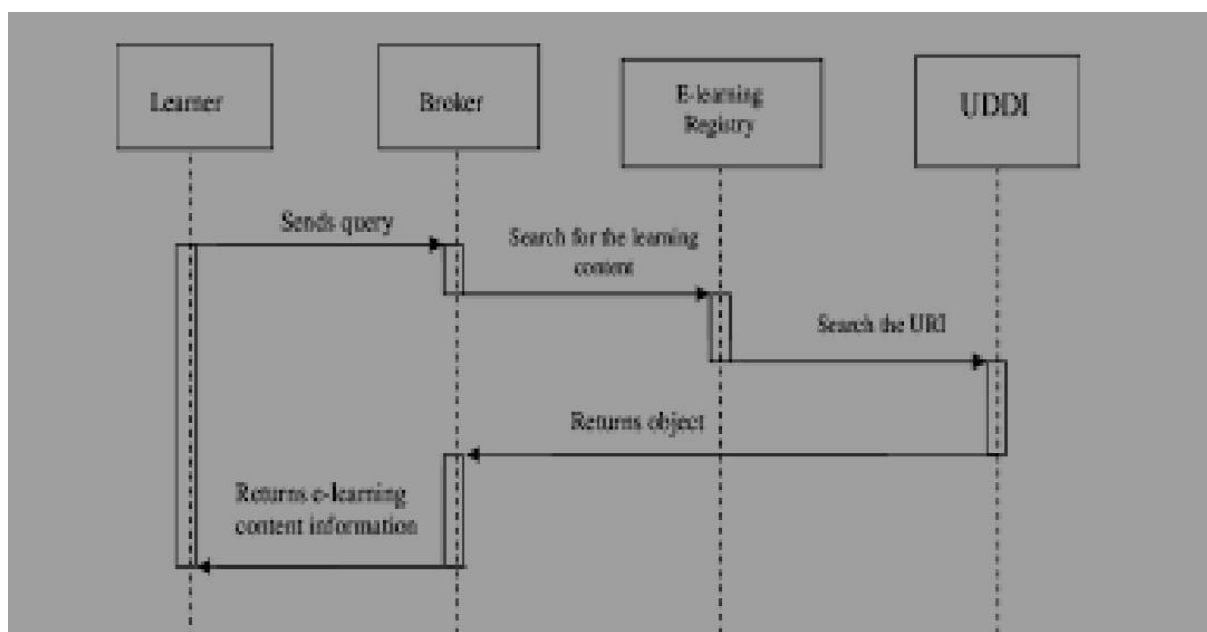 Learner
Broker
E-learning
Registry
UDDI
Sends query
Search for the learning
content
Search the URI
Returns object
Returns e-learning
content information